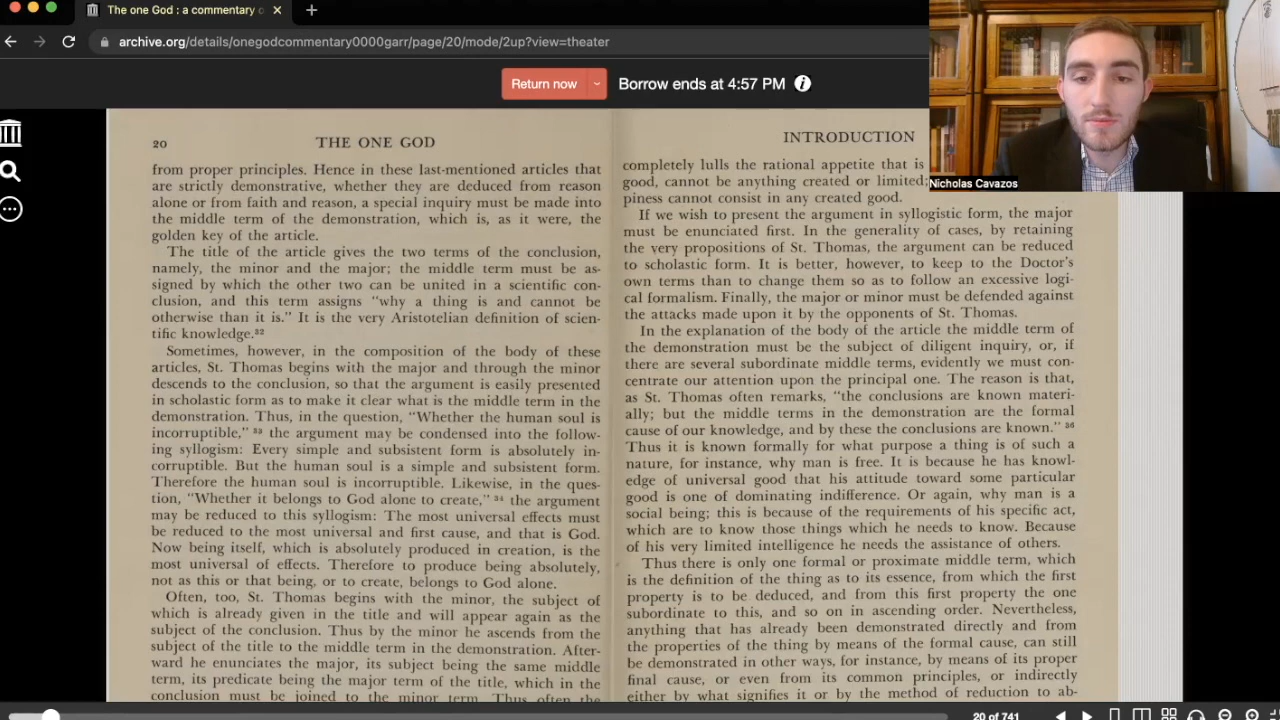 The one God : a commentary o
archive.org/details/onegodcommentary0000garr/page/20/mode/2up?view=theater
Return now
Borrow ends at 4:57 PM
Nicholas Cavazos
20 THE ONE GOD
from proper principles. Hence in these last-mentioned articles that
are strictly demonstrative, whether they are deduced from reason
alone or from faith and reason, a special inquiry must be made into
the middle term of the demonstration, which is, as it were, the
golden key of the article.
The title of the article gives the two terms of the conclusion,
namely, the minor and the major; the middle term must be as-
signed by which the other two can be united in a scientific con-
clusion, and this term assigns "why a thing is and cannot be
otherwise than it is." It is the very Aristotelian definition of scien-
tific knowledge.³²
Sometimes, however, in the composition of the body of these
articles, St. Thomas begins with the major and through the minor
descends to the conclusion, so that the argument is easily presented
in scholastic form as to make it clear what is the middle term in the
demonstration. Thus, in the question, "Whether the human soul is
incorruptible," ³³ the argument may be condensed into the follow-
ing syllogism: Every simple and subsistent form is absolutely in-
corruptible. But the human soul is a simple and subsistent form.
Therefore the human soul is incorruptible. Likewise, in the ques-
tion, "Whether it belongs to God alone to create," ³⁴ the argument
may be reduced to this syllogism: The most universal effects must
be reduced to the most universal and first cause, and that is God.
Now being itself, which is absolutely produced in creation, is the
most universal of effects. Therefore to produce being absolutely,
not as this or that being, or to create, belongs to God alone.
Often, too, St. Thomas begins with the minor, the subject of
which is already given in the title and will appear again as the
subject of the conclusion. Thus by the minor he ascends from the
subject of the title to the middle term in the demonstration. After-
ward he enunciates the major, its subject being the same middle
term, its predicate being the major term of the title, which in the
conclusion must be joined to the minor term. Thus often the
INTRODUCTION
completely lulls the rational appetite that is
good, cannot be anything created or limited;
piness cannot consist in any created good.
If we wish to present the argument in syllogistic form, the major
must be enunciated first. In the generality of cases, by retaining
the very propositions of St. Thomas, the argument can be reduced
to scholastic form. It is better, however, to keep to the Doctor's
own terms than to change them so as to follow an excessive logi-
cal formalism. Finally, the major or minor must be defended against
the attacks made upon it by the opponents of St. Thomas.
In the explanation of the body of the article the middle term of
the demonstration must be the subject of diligent inquiry, or, if
there are several subordinate middle terms, evidently we must con-
centrate our attention upon the principal one. The reason is that,
as St. Thomas often remarks, "the conclusions are known materi-
ally; but the middle terms in the demonstration are the formal
cause of our knowledge, and by these the conclusions are known." ³⁶
Thus it is known formally for what purpose a thing is of such a
nature, for instance, why man is free. It is because he has knowl-
edge of universal good that his attitude toward some particular
good is one of dominating indifference. Or again, why man is a
social being; this is because of the requirements of his specific act,
which are to know those things which he needs to know. Because
of his very limited intelligence he needs the assistance of others.
Thus there is only one formal or proximate middle term, which
is the definition of the thing as to its essence, from which the first
property is to be deduced, and from this first property the one
subordinate to this, and so on in ascending order. Nevertheless,
anything that has already been demonstrated directly and from
the properties of the thing by means of the formal cause, can still
be demonstrated in other ways, for instance, by means of its proper
final cause, or even from its common principles, or indirectly
either by what signifies it or by the method of reduction to ab-
20 of 741